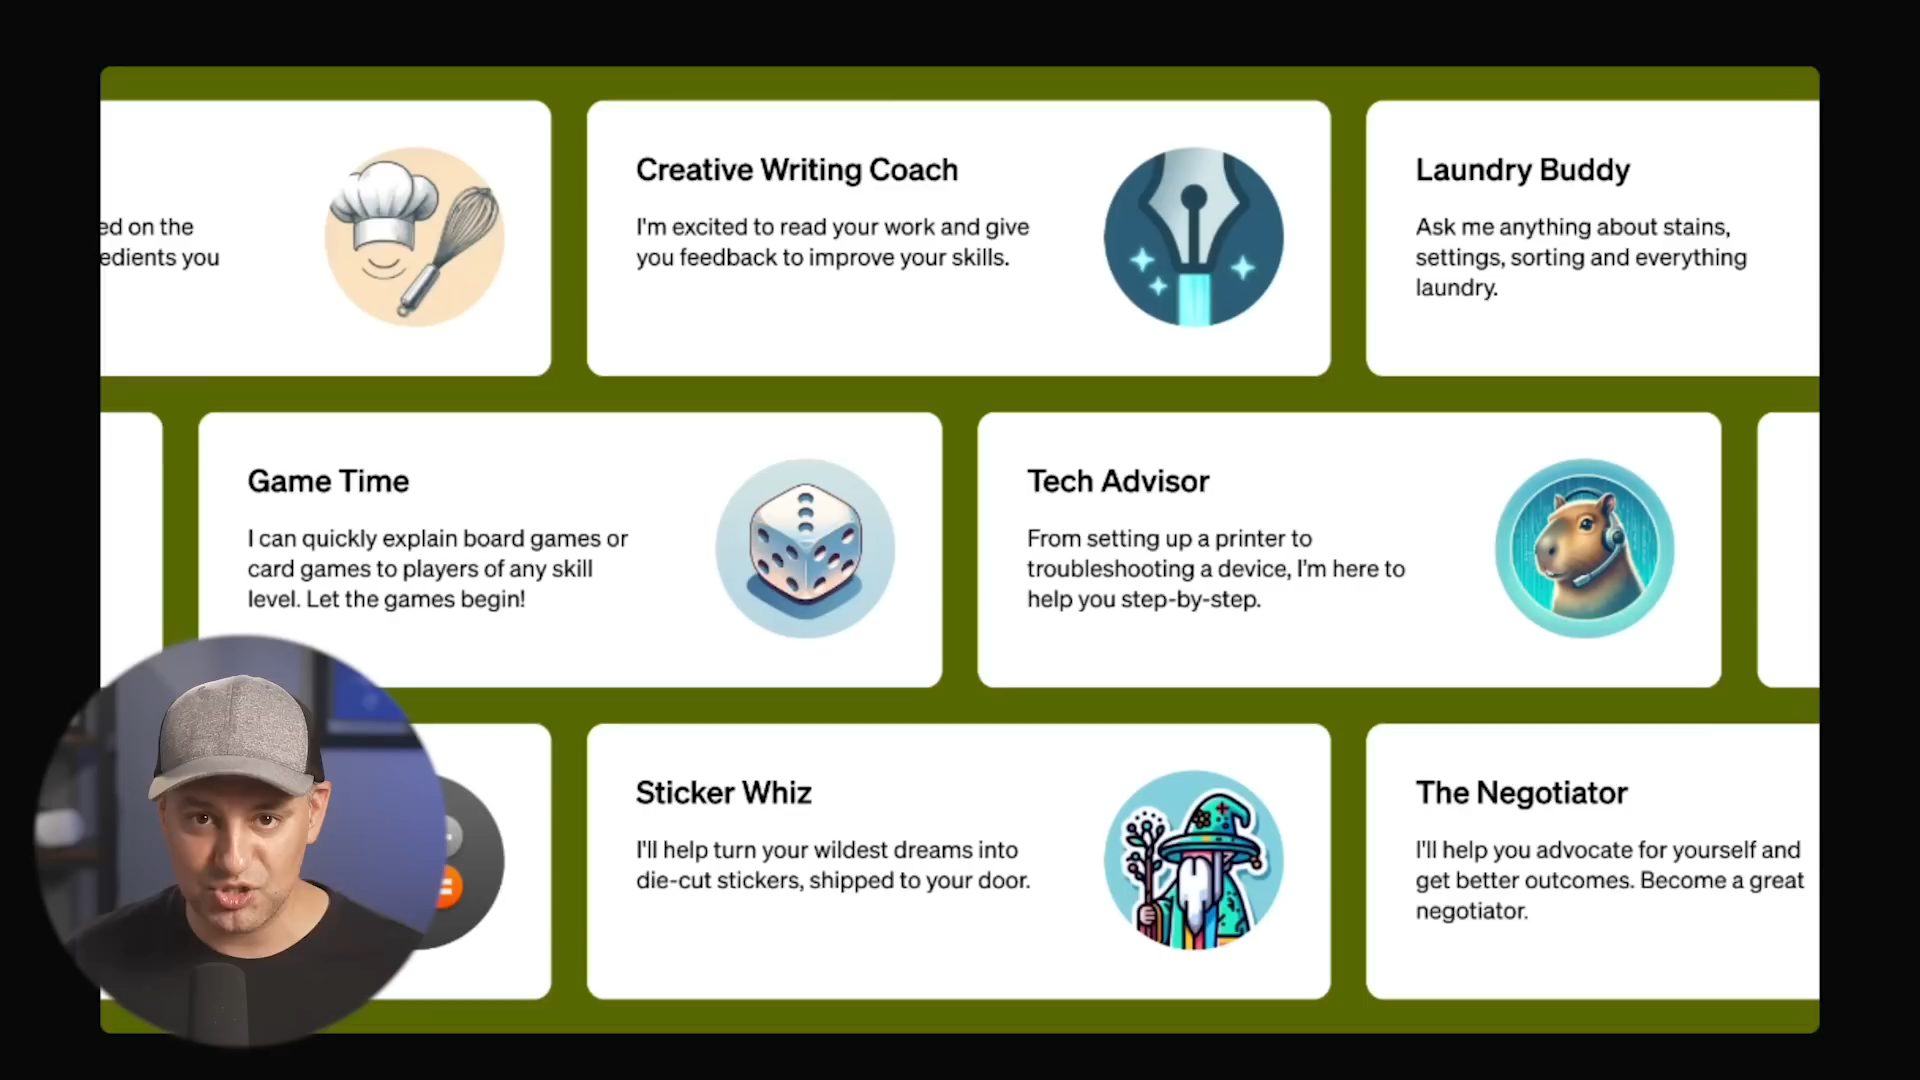 ed on the
edients you
Creative Writing Coach
I'm excited to read your work and give
you feedback to improve your skills.
Laundry Buddy
Ask me anything about stains,
settings, sorting and everything
laundry.
Game Time
I can quickly explain board games or
card games to players of any skill
level. Let the games begin!
Tech Advisor
From setting up a printer to
troubleshooting a device, I'm here to
help you step-by-step.
Sticker Whiz
I'll help turn your wildest dreams into
die-cut stickers, shipped to your door.
The Negotiator
I'll help you advocate for yourself and
get better outcomes. Become a great
negotiator.